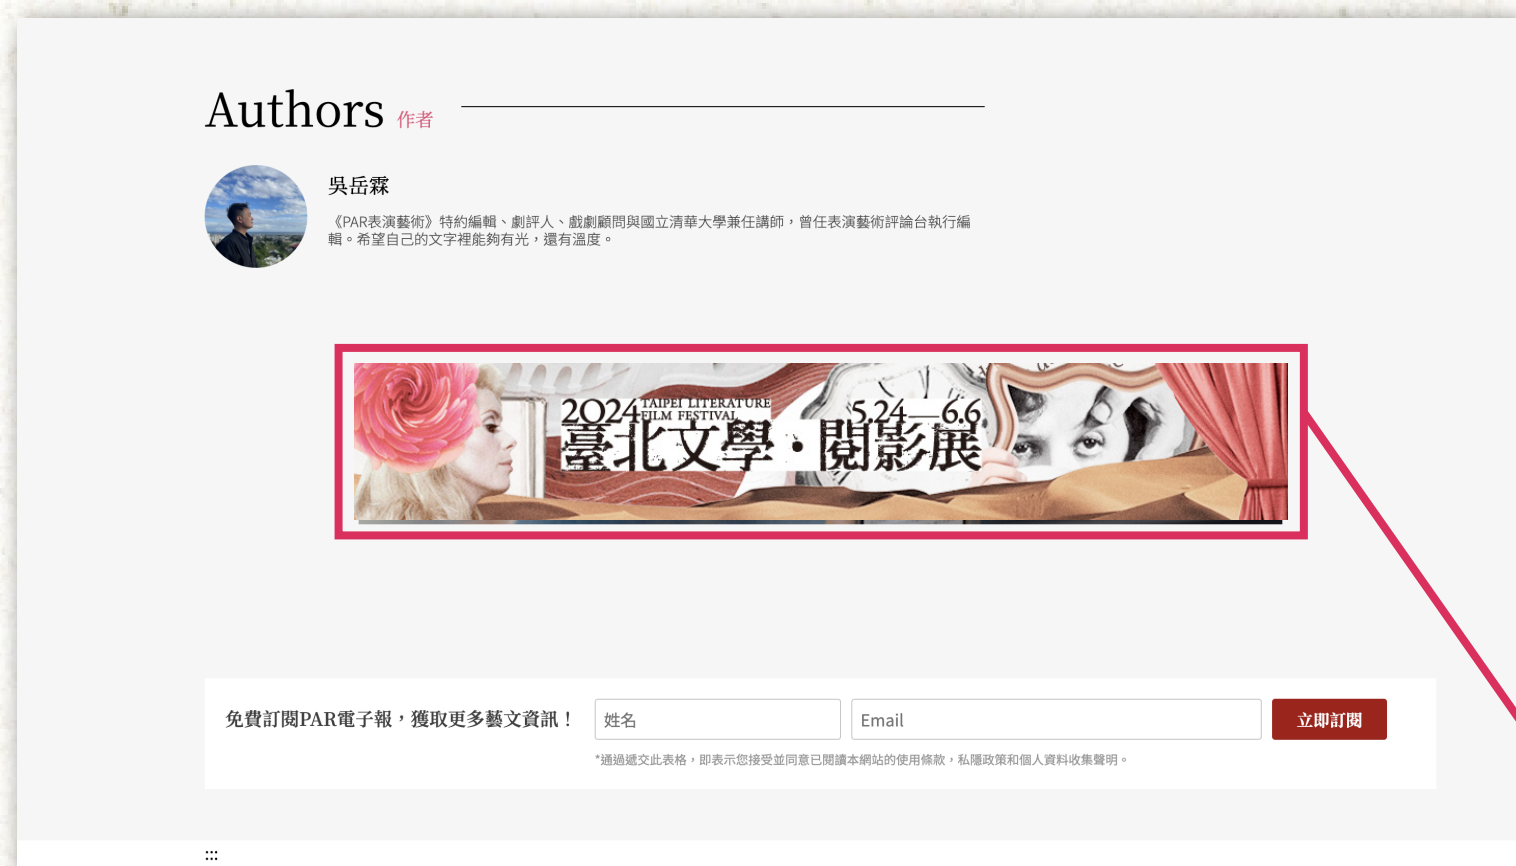 Authors 作者
吳岳霖
《PAR表演藝術》特約編輯、劇評人、戲劇顧問與國立清華大學兼任講師，曾任表演藝術評論台執行編
輯。希望自己的文字裡能夠有光，還有溫度。
2024 TAIPEI LITERATURE FILM FESTIVAL 5.24—6.6
臺北文學・閱影展
免費訂閱PAR電子報，獲取更多藝文資訊！ 姓名 Email 立即訂閱
*通過遞交此表格，即表示您接受並同意已閱讀本網站的使用條款，私隱政策和個人資料收集聲明。
:::